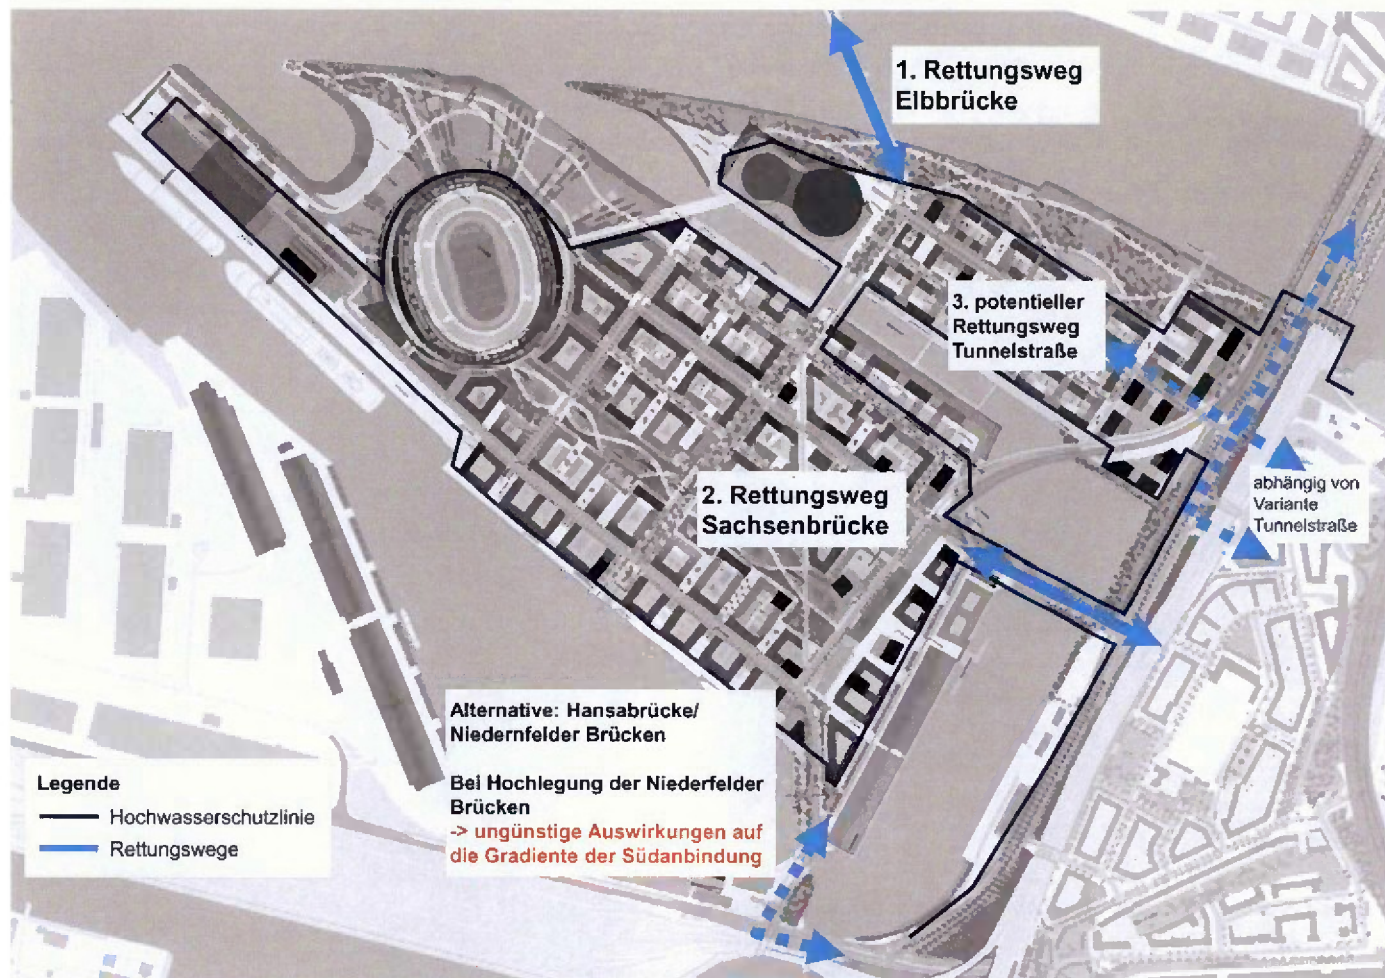 1. Rettungsweg
Elbbrücke
3. potentieller
Rettungsweg
Tunnelstraße
2. Rettungsweg
Sachsenbrücke
abhängig von
Variante
Tunnelstraße
Alternative: Hansabrücke/
Niedernfelder Brücken
Bei Hochlegung der Niederfelder
Brücken
-> ungünstige Auswirkungen auf
die Gradiente der Südanbindung
Legende
Hochwasserschutzlinie
Rettungswege